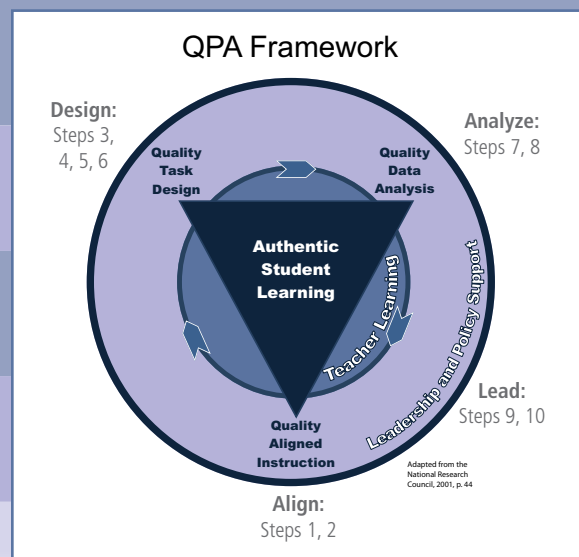 QPA Framework
Design:
Steps 3,
4, 5, 6
Analyze:
Steps 7, 8
Quality
Task
Design
Quality
Data
Analysis
Authentic
Student
Learning
Teacher Learning
Leadership and Policy Support
Lead:
Steps 9, 10
Quality
Aligned
Instruction
Adapted from the
National Research
Council, 2001, p. 44
Align:
Steps 1, 2